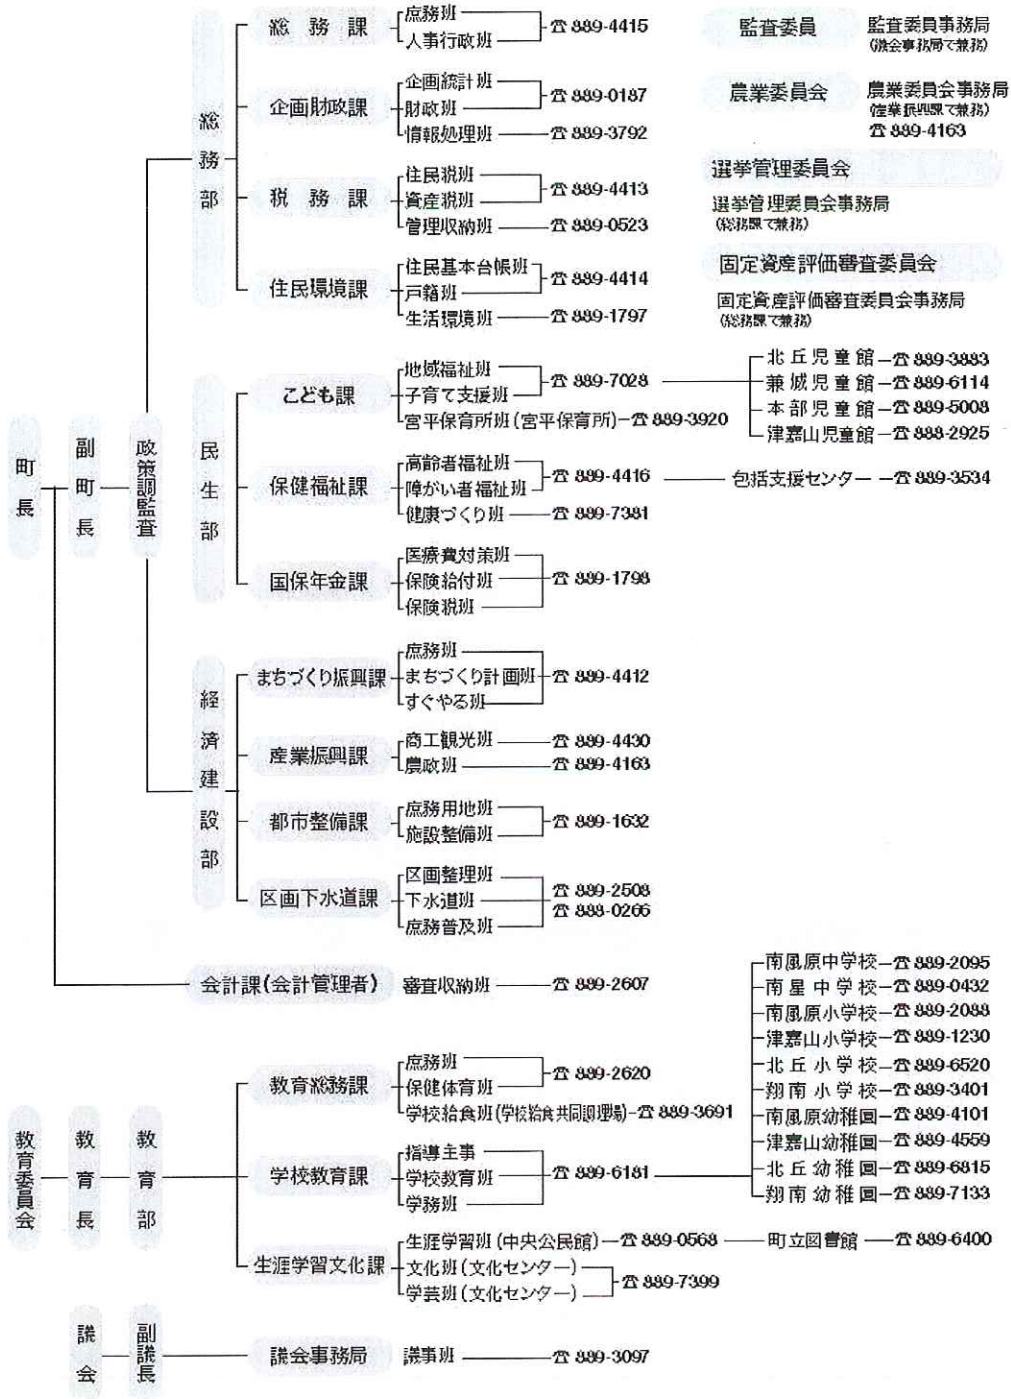 町長
副町長
政策調監査
総務部
総務課
庶務班
人事行政班
☎ 889-4415
企画財政課
企画統計班
財政班
☎ 889-0187
情報処理班 ☎ 889-3792
税務課
住民税班
資産税班
☎ 889-4413
管理収納班 ☎ 889-0523
住民環境課
住民基本台帳班
戸籍班
☎ 889-4414
生活環境班 ☎ 889-1797
民生部
こども課
地域福祉班
子育て支援班
☎ 889-7028
宮平保育所班(宮平保育所) ☎ 889-3920
北丘児童館 ☎ 889-3883
兼城児童館 ☎ 889-6114
本部児童館 ☎ 889-5008
津嘉山児童館 ☎ 888-2925
保健福祉課
高齢者福祉班
障がい者福祉班
☎ 889-4416
包括支援センター ☎ 889-3534
健康づくり班 ☎ 889-7381
国保年金課
医療費対策班
保険給付班
保険税班
☎ 889-1798
経済建設部
まちづくり振興課
庶務班
まちづくり計画班
すぐやる班
☎ 889-4412
産業振興課
商工観光班 ☎ 889-4430
農政班 ☎ 889-4163
都市整備課
庶務用地班
施設整備班
☎ 889-1632
区画下水道課
区画整理班
下水道班
庶務普及班
☎ 889-2508
☎ 888-0266
会計課(会計管理者) 審査収納班 ☎ 889-2607
教育委員会
教育長
教育部
教育総務課
庶務班
保健体育班
☎ 889-2620
学校給食班(学校給食共同調理場) ☎ 889-3691
学校教育課
指導主事
学校教育班
学務班
☎ 889-6181
南風原中学校 ☎ 889-2095
南星中学校 ☎ 889-0432
南風原小学校 ☎ 889-2088
津嘉山小学校 ☎ 889-1230
北丘小学校 ☎ 889-6520
翔南小学校 ☎ 889-3401
南風原幼稚園 ☎ 889-4101
津嘉山幼稚園 ☎ 889-4559
北丘幼稚園 ☎ 889-6815
翔南幼稚園 ☎ 889-7133
生涯学習文化課
生涯学習班(中央公民館) ☎ 889-0568
町立図書館 ☎ 889-6400
文化班(文化センター)
学芸班(文化センター)
☎ 889-7399
議会
副議長
議会事務局 議事班 ☎ 889-3097
監査委員 監査委員事務局
(議会事務局で兼務)
農業委員会 農業委員会事務局
(産業振興課で兼務)
☎ 889-4163
選挙管理委員会
選挙管理委員会事務局
(総務課で兼務)
固定資産評価審査委員会
固定資産評価審査委員会事務局
(総務課で兼務)